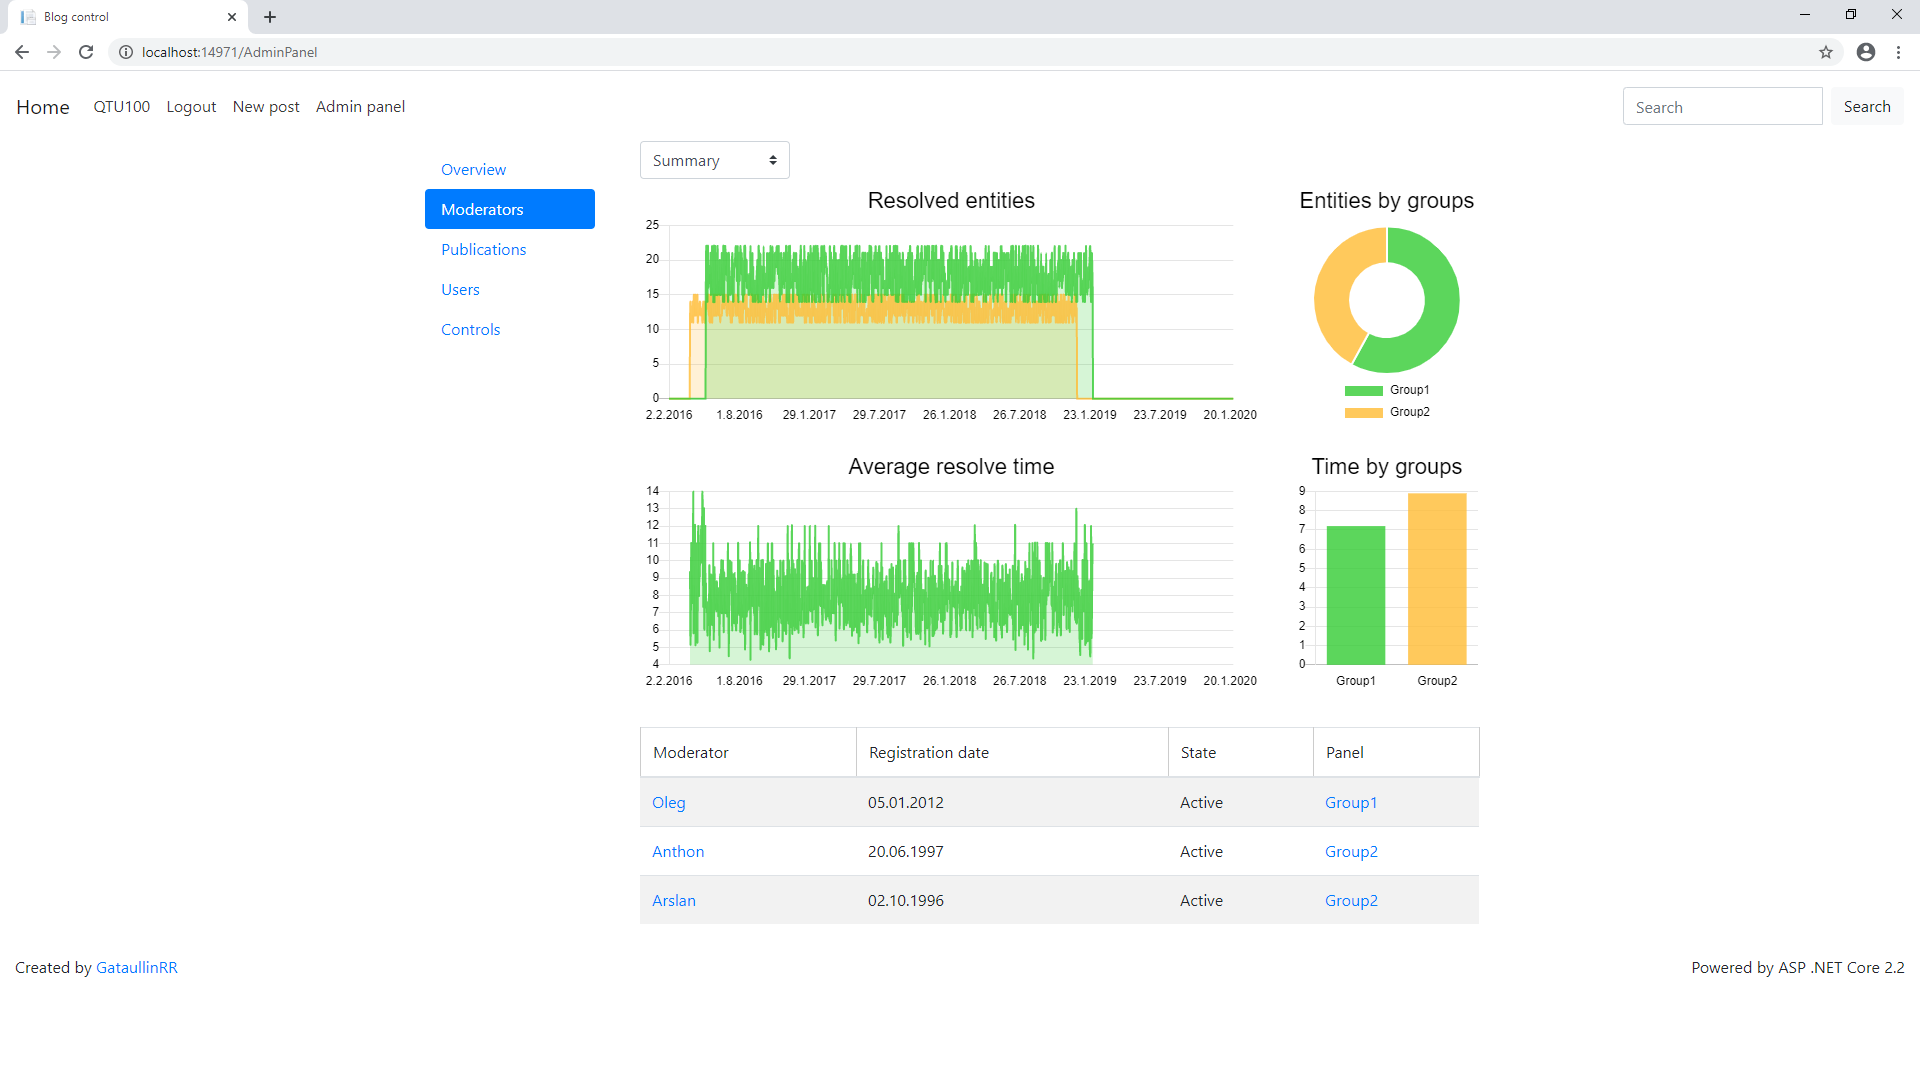 Blog control
localhost:14971/AdminPanel
Home QTU100 Logout New post Admin panel Search Search
Overview
Moderators
Publications
Users
Controls
Summary
Resolved entities
25
20
15
10
5
0
2.2.2016 1.8.2016 29.1.2017 29.7.2017 26.1.2018 26.7.2018 23.1.2019 23.7.2019 20.1.2020
Entities by groups
Group1
Group2
Average resolve time
14
13
12
11
10
9
8
7
6
5
4
2.2.2016 1.8.2016 29.1.2017 29.7.2017 26.1.2018 26.7.2018 23.1.2019 23.7.2019 20.1.2020
Time by groups
9
8
7
6
5
4
3
2
1
0
Group1 Group2
Moderator Registration date State Panel
Oleg 05.01.2012 Active Group1
Anthon 20.06.1997 Active Group2
Arslan 02.10.1996 Active Group2
Created by GataullinRR Powered by ASP .NET Core 2.2